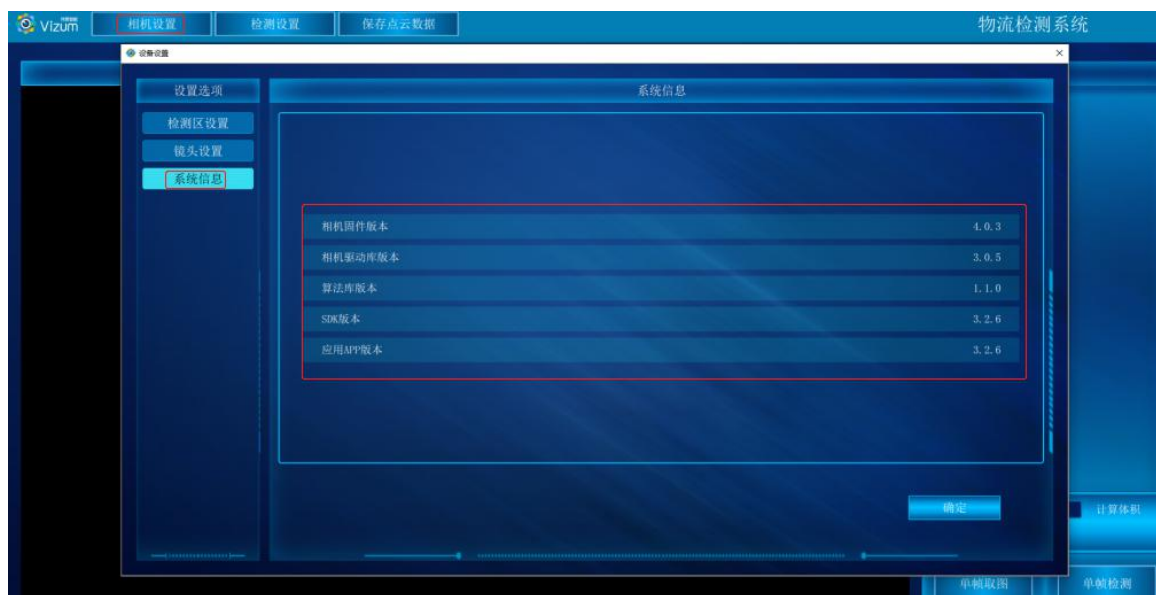 Vizum 相机设置 检测设置 保存点云数据 物流检测系统
设备设置
设置选项 系统信息
检测区设置
镜头设置
系统信息
相机固件版本 4.0.3
相机驱动库版本 3.0.5
算法库版本 1.1.0
SDK版本 3.2.6
应用APP版本 3.2.6
确定
计算体积
单帧取图 单帧检测